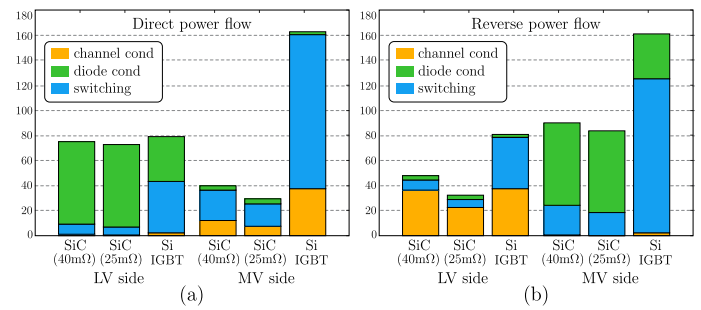 Direct power flow
180
160
140
120
100
80
60
40
20
0
channel cond
diode cond
switching
SiC (40mΩ)
SiC (25mΩ)
Si IGBT
SiC (40mΩ)
SiC (25mΩ)
Si IGBT
LV side
MV side
(a)
Reverse power flow
180
160
140
120
100
80
60
40
20
0
channel cond
diode cond
switching
SiC (40mΩ)
SiC (25mΩ)
Si IGBT
SiC (40mΩ)
SiC (25mΩ)
Si IGBT
LV side
MV side
(b)